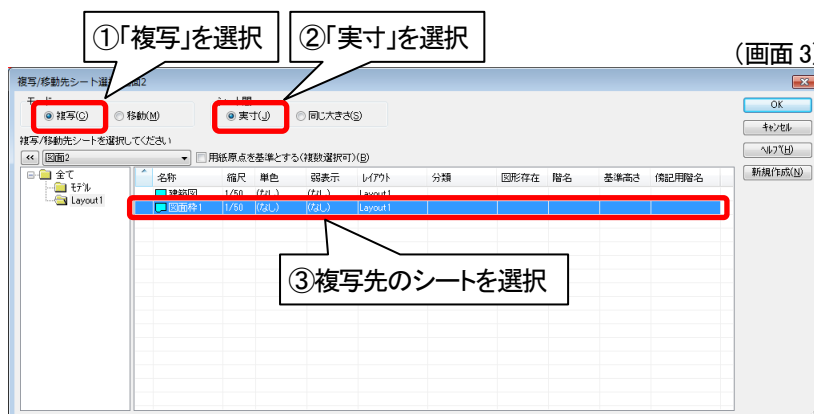 ①「複写」を選択
②「実寸」を選択
(画面 3)
複写/移動先シート選
図2
複写(C)
移動(M)
実寸(J)
同じ大きさ(S)
OK
キャンセル
ヘルプ(H)
新規作成(N)
複写/移動先シートを選択してください
<< 図面2
用紙原点を基準とする(複数選択可)(B)
全て
モデル
Layout1
名称 縮尺 単色 弱表示 レイアウト 分類 図形存在 階名 基準高さ 傍記用階名
建築図 1/50 (なし) (なし) Layout1
図面枠1 1/50 (なし) (なし) Layout1
③複写先のシートを選択